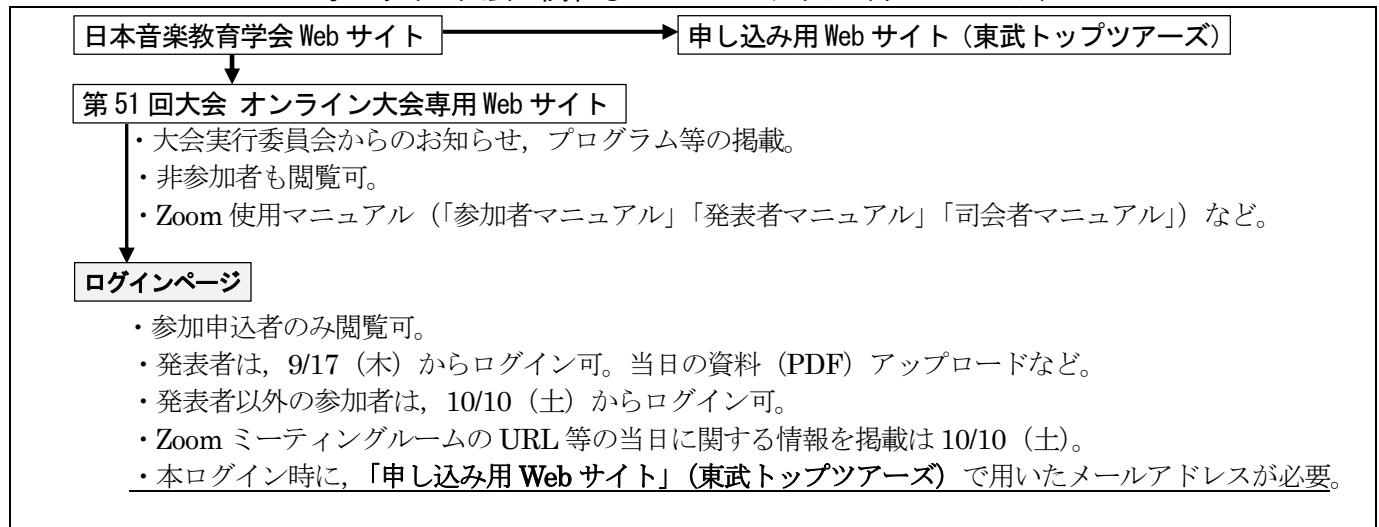 日本音楽教育学会 Web サイト
申し込み用 Web サイト（東武トップツアーズ）
第 51 回大会 オンライン大会専用 Web サイト
・大会実行委員会からのお知らせ，プログラム等の掲載。
・非参加者も閲覧可。
・Zoom 使用マニュアル（「参加者マニュアル」「発表者マニュアル」「司会者マニュアル」）など。
ログインページ
・参加申込者のみ閲覧可。
・発表者は，9/17（木）からログイン可。当日の資料（PDF）アップロードなど。
・発表者以外の参加者は，10/10（土）からログイン可。
・Zoom ミーティングルームの URL 等の当日に関する情報を掲載は 10/10（土）。
・本ログイン時に，「申し込み用 Web サイト」（東武トップツアーズ）で用いたメールアドレスが必要。